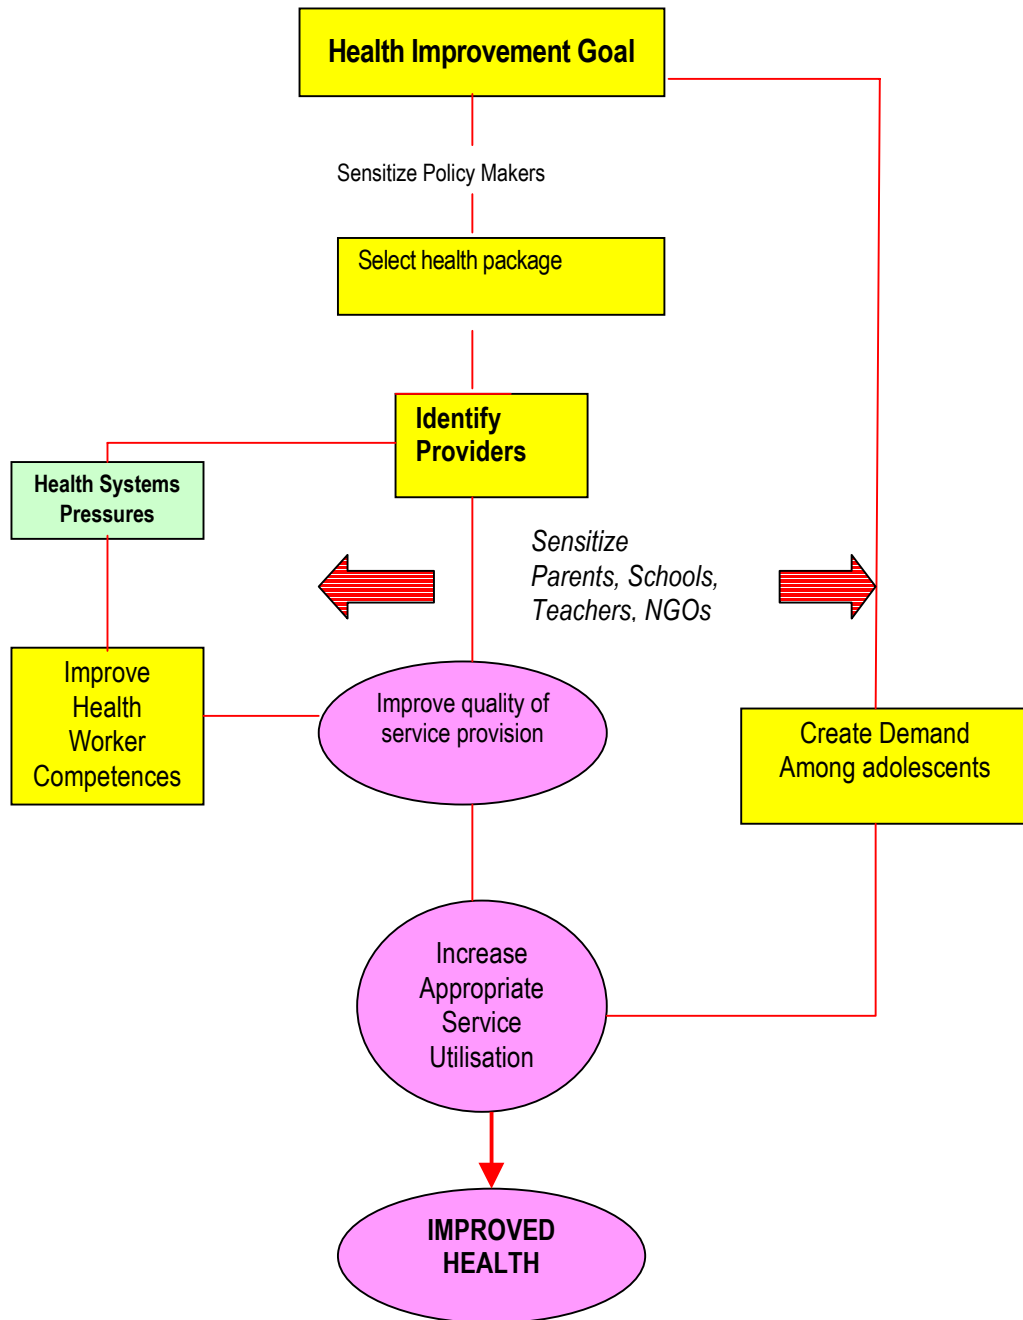 Health Improvement Goal
Sensitize Policy Makers
Select health package
Identify
Providers
Health Systems
Pressures
Sensitize
Parents, Schools,
Teachers, NGOs
Improve
Health
Worker
Competences
Improve quality of
service provision
Create Demand
Among adolescents
Increase
Appropriate
Service
Utilisation
IMPROVED
HEALTH